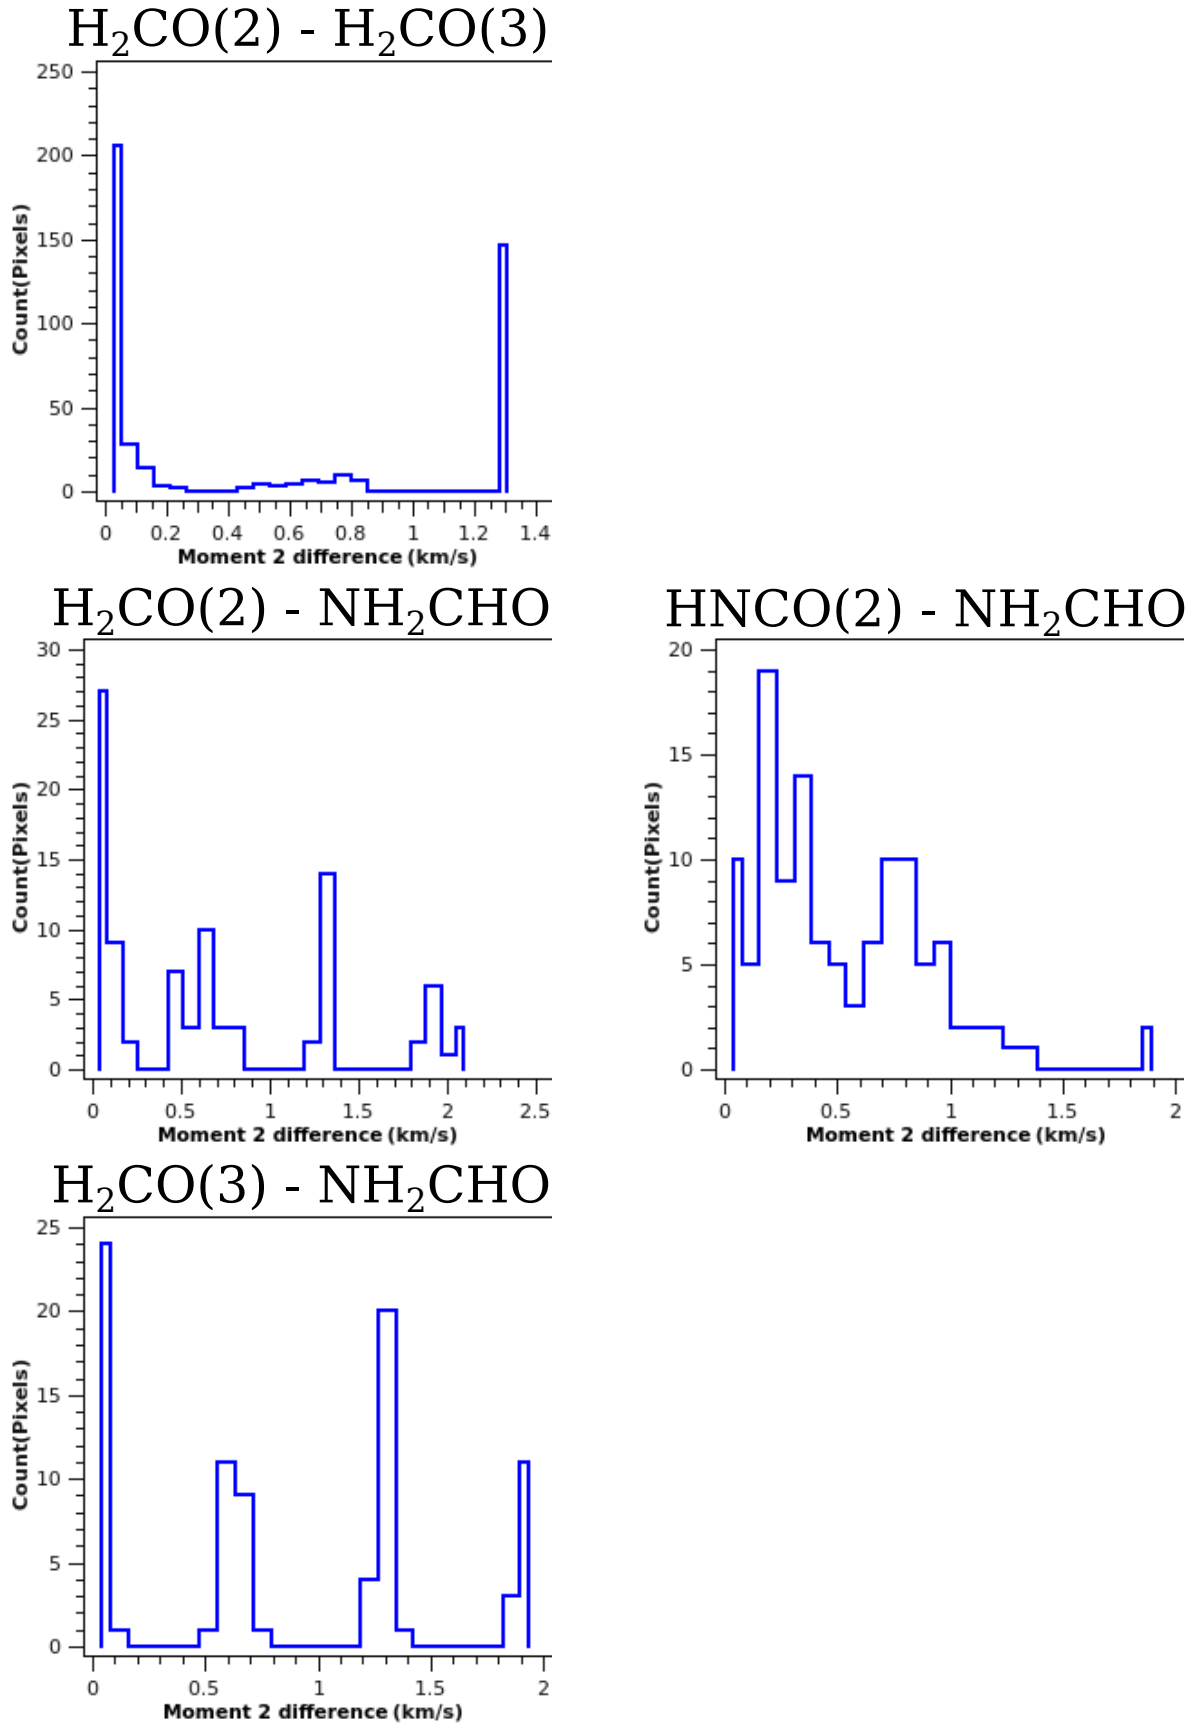 H₂CO(2) - H₂CO(3)
250
200
150
100
50
0
Count(Pixels)
0 0.2 0.4 0.6 0.8 1 1.2 1.4
Moment 2 difference (km/s)
H₂CO(2) - NH₂CHO
30
25
20
15
10
5
0
Count(Pixels)
0 0.5 1 1.5 2 2.5
Moment 2 difference (km/s)
HNCO(2) - NH₂CHO
20
15
10
5
0
Count(Pixels)
0 0.5 1 1.5 2
Moment 2 difference (km/s)
H₂CO(3) - NH₂CHO
25
20
15
10
5
0
Count(Pixels)
0 0.5 1 1.5 2
Moment 2 difference (km/s)